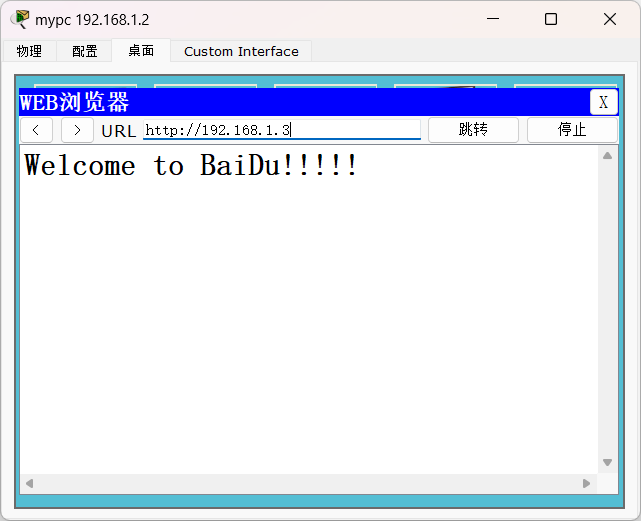 mypc 192.168.1.2
物理 配置 桌面 Custom Interface
WEB浏览器 X
< > URL http://192.168.1.3 跳转 停止
Welcome to BaiDu!!!!!